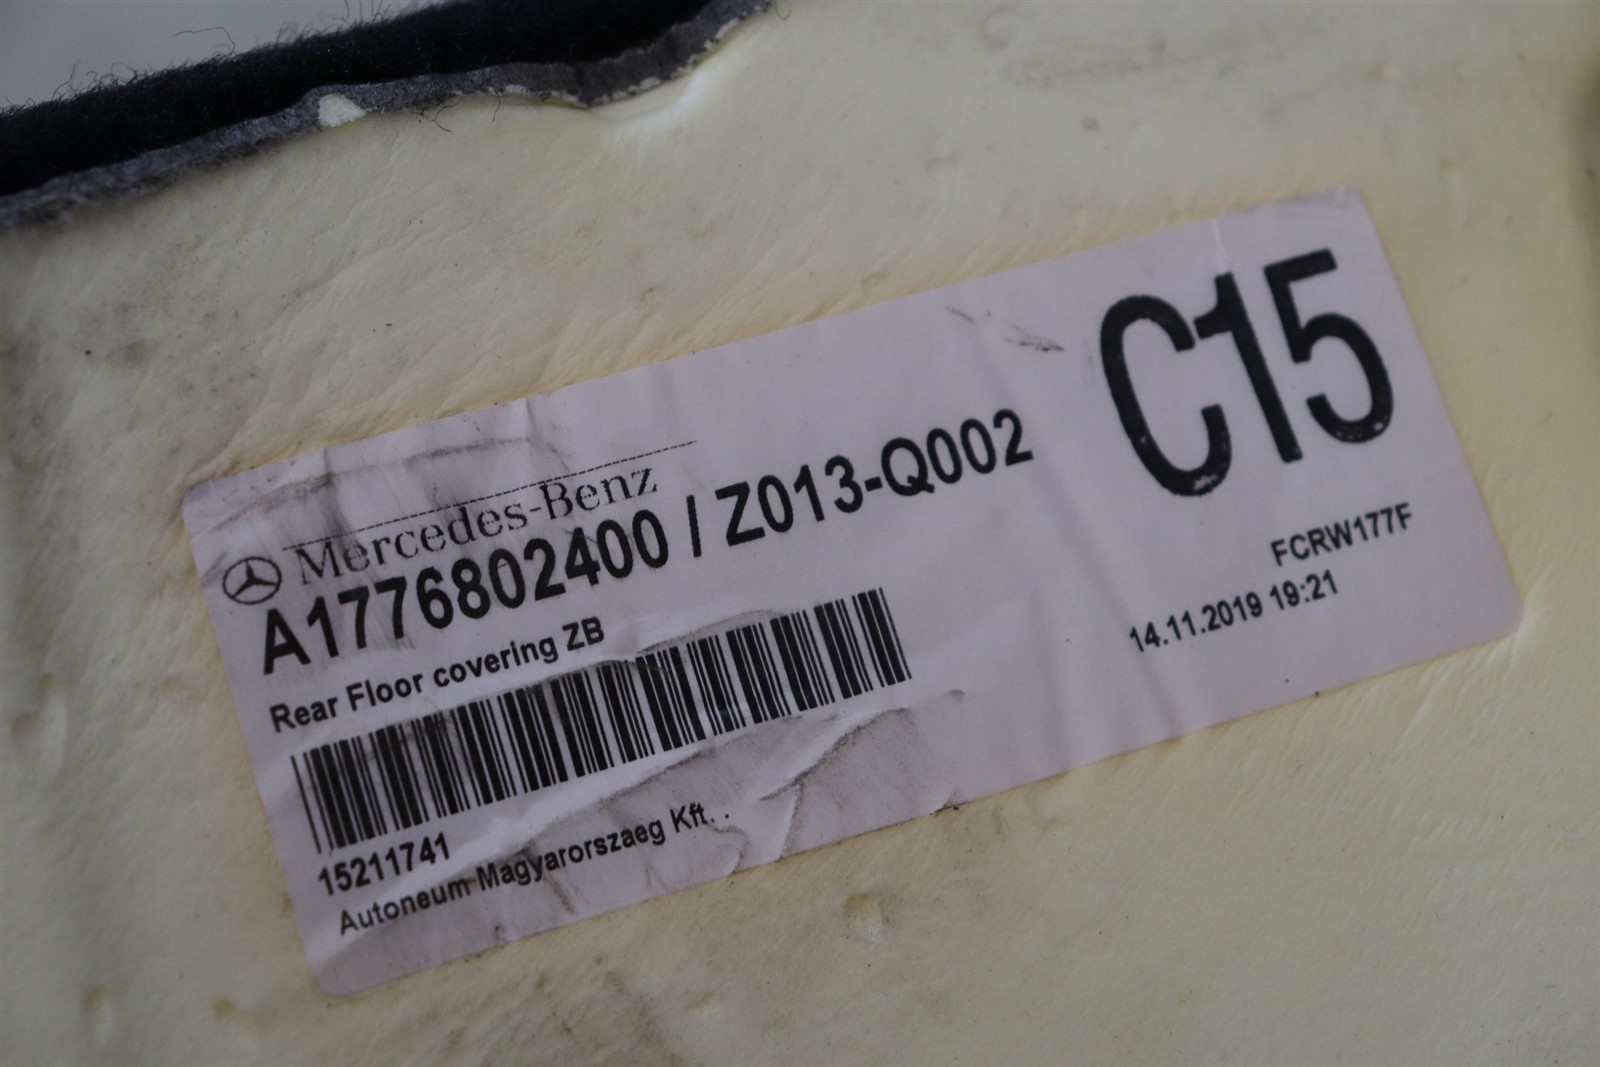 Mercedes-Benz
A1776802400 / Z013-Q002
C15
Rear Floor covering ZB
FCRW177F
14.11.2019 19:21
15211741
Autoneum Magyarorszaeg Kft. .